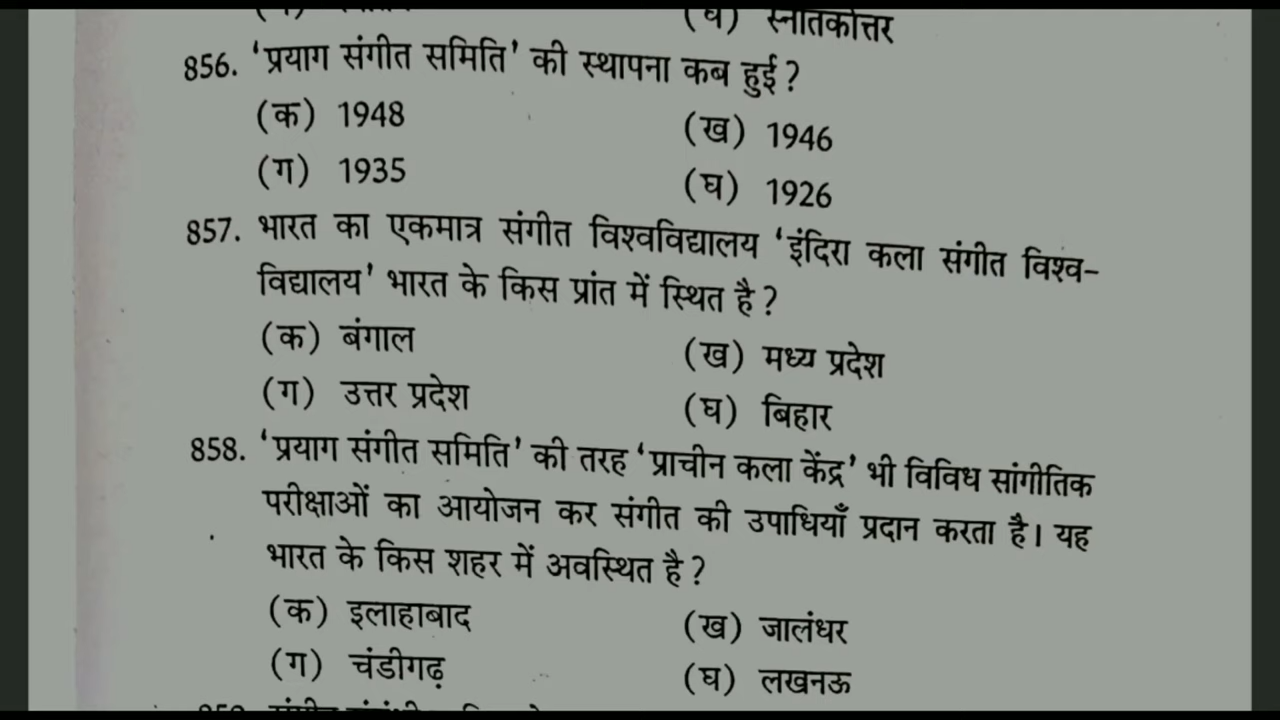 (घ) स्नातकोत्तर
856. 'प्रयाग संगीत समिति' की स्थापना कब हुई?
(क) 1948 (ख) 1946
(ग) 1935 (घ) 1926
857. भारत का एकमात्र संगीत विश्वविद्यालय 'इंदिरा कला संगीत विश्व-
विद्यालय' भारत के किस प्रांत में स्थित है?
(क) बंगाल (ख) मध्य प्रदेश
(ग) उत्तर प्रदेश (घ) बिहार
858. 'प्रयाग संगीत समिति' की तरह 'प्राचीन कला केंद्र' भी विविध सांगीतिक
परीक्षाओं का आयोजन कर संगीत की उपाधियाँ प्रदान करता है। यह
भारत के किस शहर में अवस्थित है?
(क) इलाहाबाद (ख) जालंधर
(ग) चंडीगढ़ (घ) लखनऊ